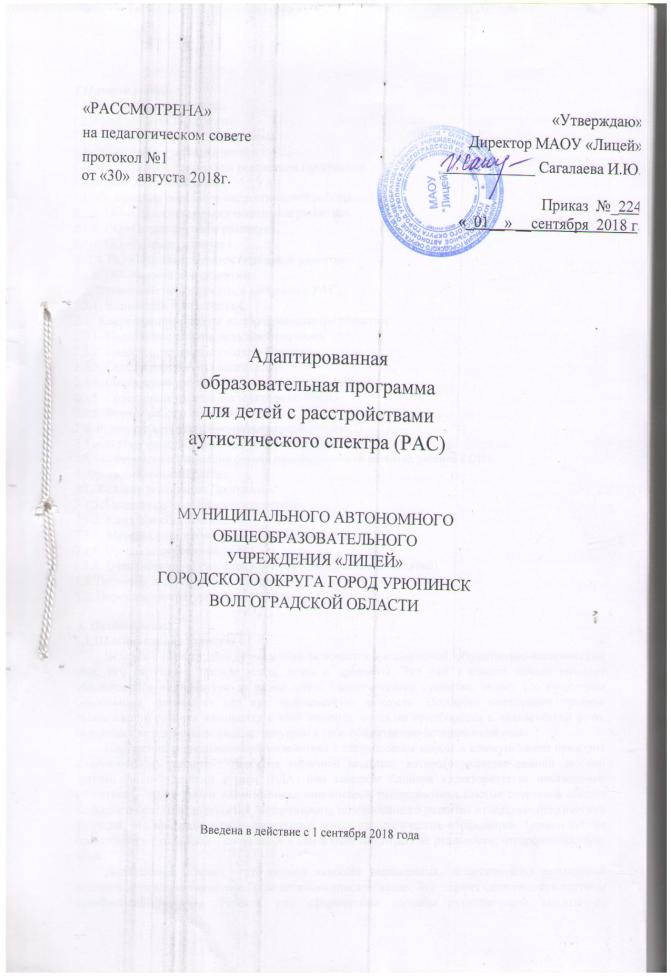 «РАССМОТРЕНА»
на педагогическом совете
протокол №1
от «30» августа 2018г.
«Утверждаю»
Директор МАОУ «Лицей»
Сагалаева И.Ю.
Приказ № 224
« 01 » сентября 2018 г.
МАОУ
"Лицей"
Адаптированная
образовательная программа
для детей с расстройствами
аутистического спектра (РАС)
МУНИЦИПАЛЬНОГО АВТОНОМНОГО
ОБЩЕОБРАЗОВАТЕЛЬНОГО
УЧРЕЖДЕНИЯ «ЛИЦЕЙ»
ГОРОДСКОГО ОКРУГА ГОРОД УРЮПИНСК
ВОЛГОГРАДСКОЙ ОБЛАСТИ
Введена в действие с 1 сентября 2018 года